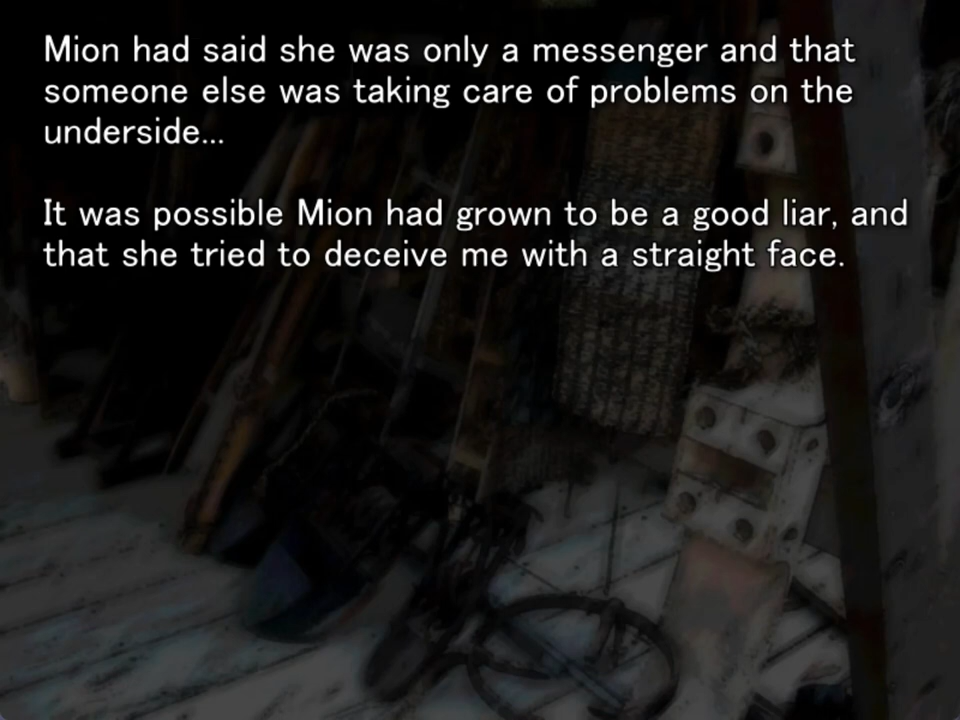 Mion had said she was only a messenger and that
someone else was taking care of problems on the
underside...
It was possible Mion had grown to be a good liar, and
that she tried to deceive me with a straight face.